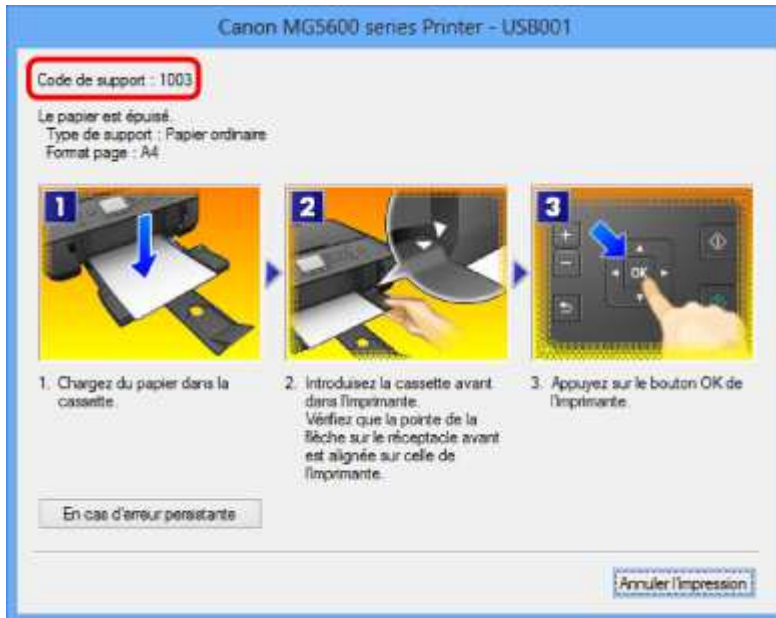 Canon MG5600 series Printer - USB001
Code de support : 1003
Le papier est épuisé.
Type de support : Papier ordinaire
Format page : A4
1
2
3
+
-
OK
1. Chargez du papier dans la
cassette.
2. Introduisez la cassette avant
dans l'imprimante.
Vérifiez que la pointe de la
flèche sur le réceptacle avant
est alignée sur celle de
l'imprimante.
3. Appuyez sur le bouton OK de
l'imprimante.
En cas d'erreur persistante
Annuler l'impression